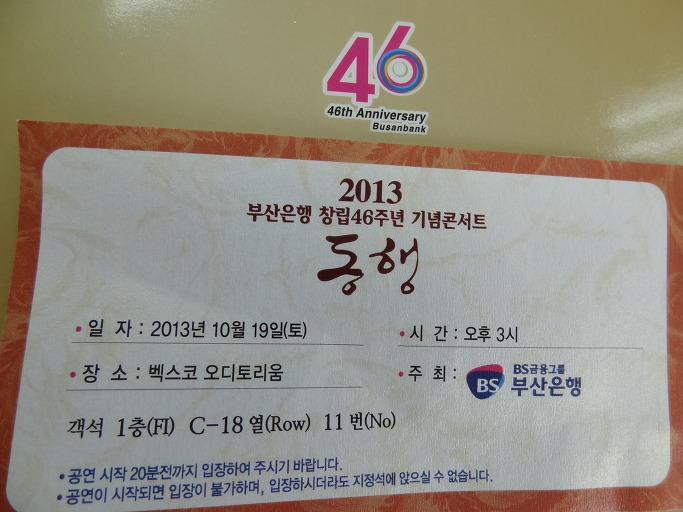 46
46th Anniversary
Busanbank
2013
부산은행 창립46주년 기념콘서트
동행
• 일 자 : 2013년 10월 19일(토)
• 시 간 : 오후 3시
• 장 소 : 벡스코 오디토리움
• 주 최 : BS BS금융그룹 부산은행
객석 1층(Fl) C-18 열(Row) 11 번(No)
• 공연 시작 20분전까지 입장하여 주시기 바랍니다.
• 공연이 시작되면 입장이 불가하며, 입장하시더라도 지정석에 앉으실 수 없습니다.